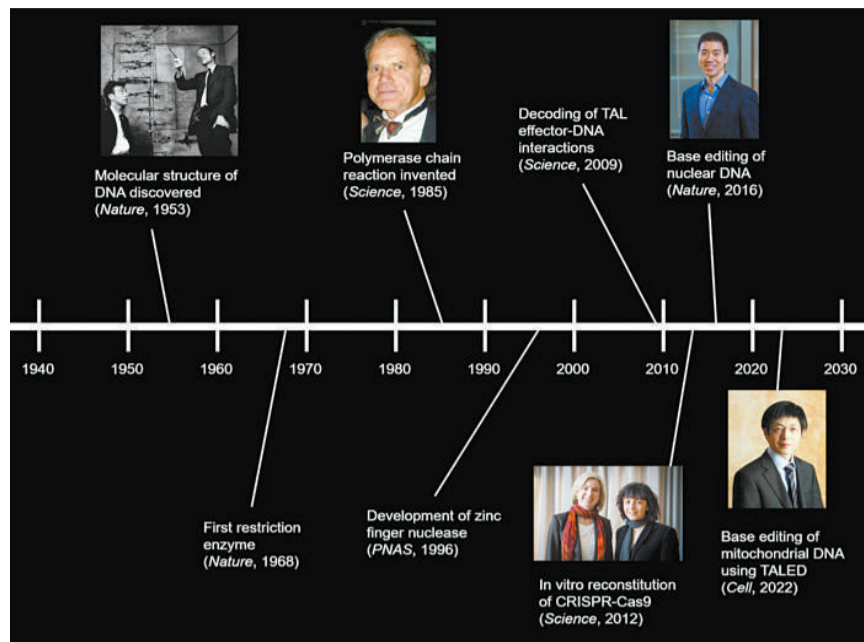 Molecular structure of
DNA discovered
(Nature, 1953)
Polymerase chain
reaction invented
(Science, 1985)
Decoding of TAL
effector-DNA
interactions
(Science, 2009)
Base editing of
nuclear DNA
(Nature, 2016)
1940 1950 1960 1970 1980 1990 2000 2010 2020 2030
First restriction
enzyme
(Nature, 1968)
Development of zinc
finger nuclease
(PNAS, 1996)
In vitro reconstitution
of CRISPR-Cas9
(Science, 2012)
Base editing of
mitochondrial DNA
using TALED
(Cell, 2022)